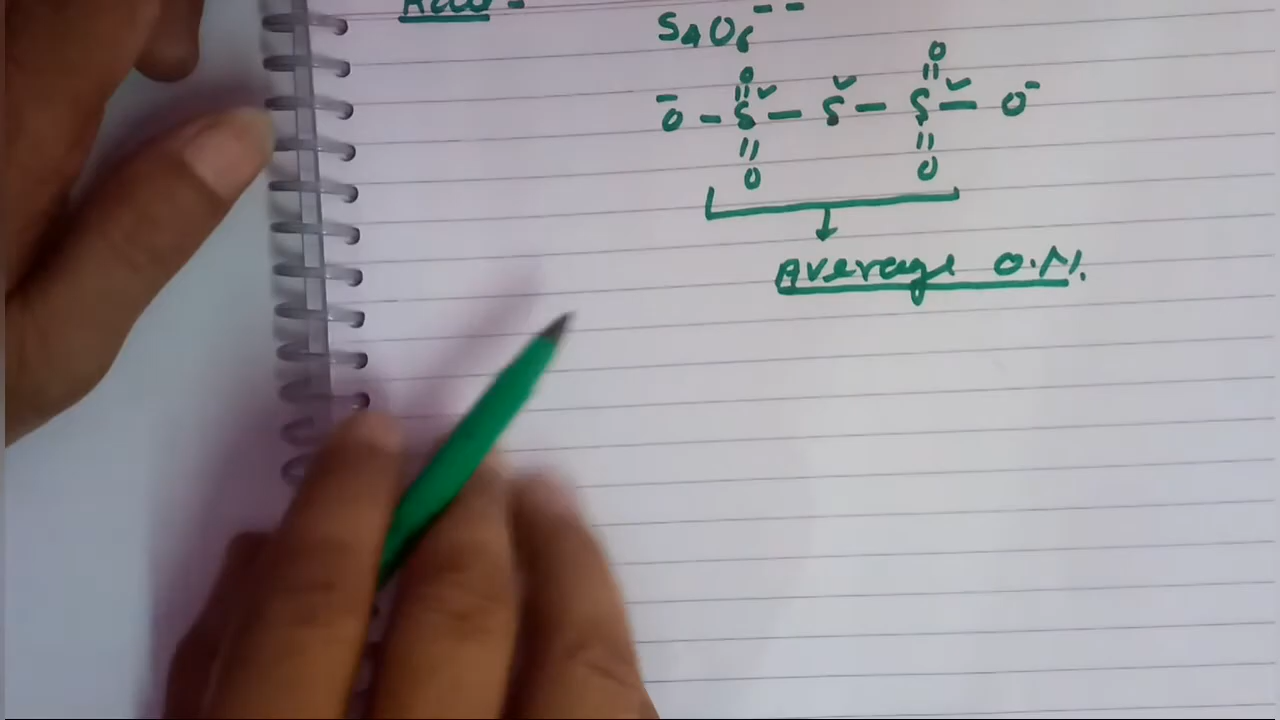 S4O6--
O O
-O - S - S - S - O-
O O
Average O.N.